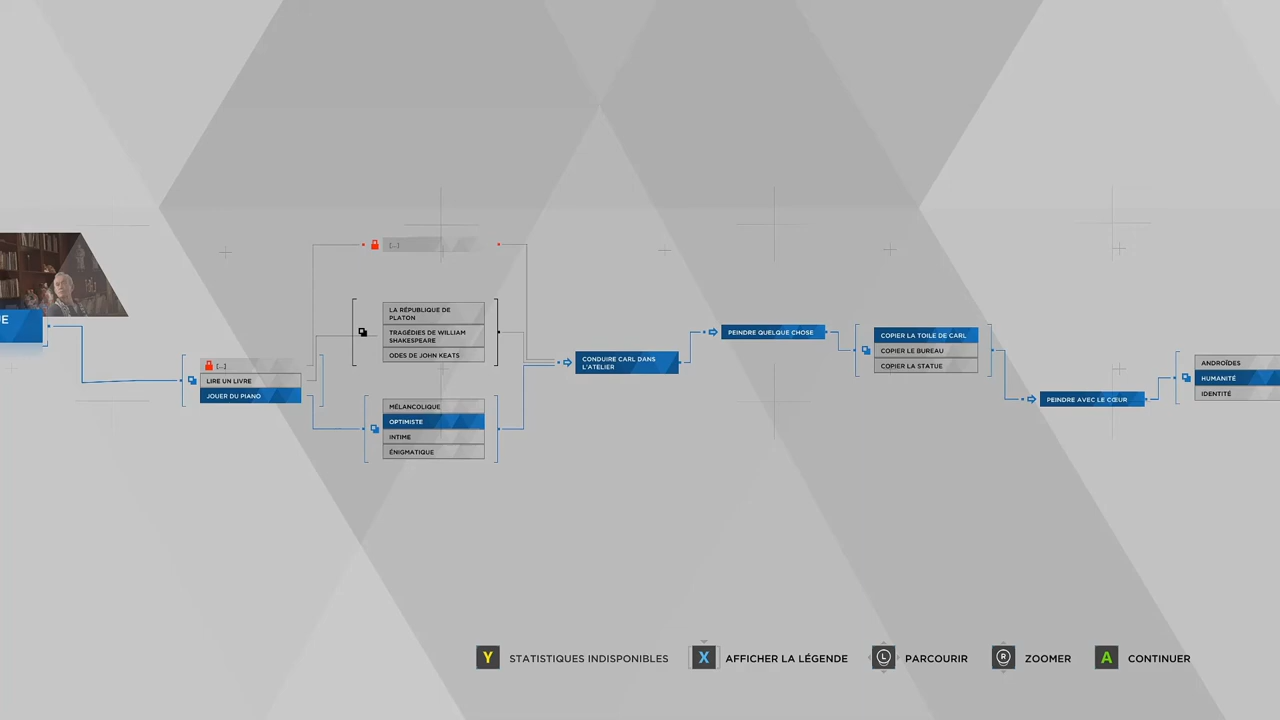 E
[...]
LIRE UN LIVRE
JOUER DU PIANO
[...]
LA RÉPUBLIQUE DE
PLATON
TRAGÉDIES DE WILLIAM
SHAKESPEARE
ODES DE JOHN KEATS
MÉLANCOLIQUE
OPTIMISTE
INTIME
ÉNIGMATIQUE
CONDUIRE CARL DANS
L'ATELIER
PEINDRE QUELQUE CHOSE
COPIER LA TOILE DE CARL
COPIER LE BUREAU
COPIER LA STATUE
PEINDRE AVEC LE CŒUR
ANDROÏDES
HUMANITÉ
IDENTITÉ
Y STATISTIQUES INDISPONIBLES X AFFICHER LA LÉGENDE L PARCOURIR R ZOOMER A CONTINUER